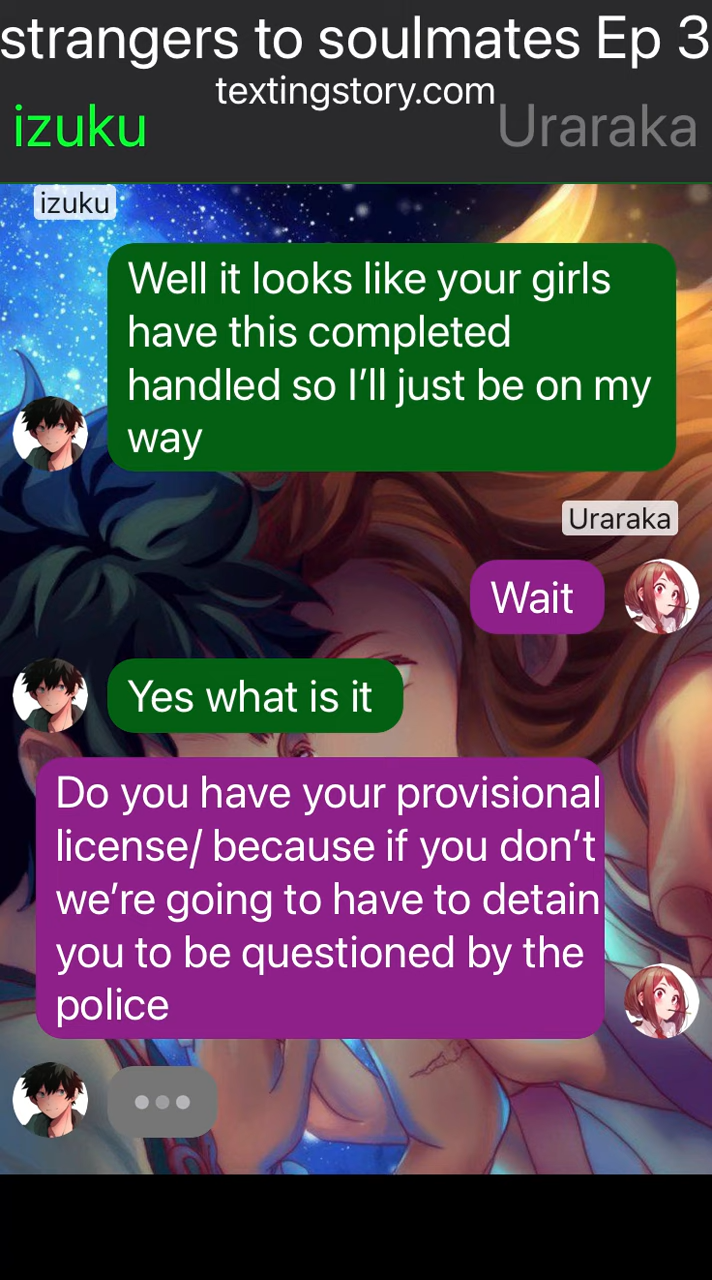 strangers to soulmates Ep 3
textingstory.com
izuku Uraraka
izuku
Well it looks like your girls
have this completed
handled so I’ll just be on my
way
Uraraka
Wait
Yes what is it
Do you have your provisional
license/ because if you don’t
we’re going to have to detain
you to be questioned by the
police